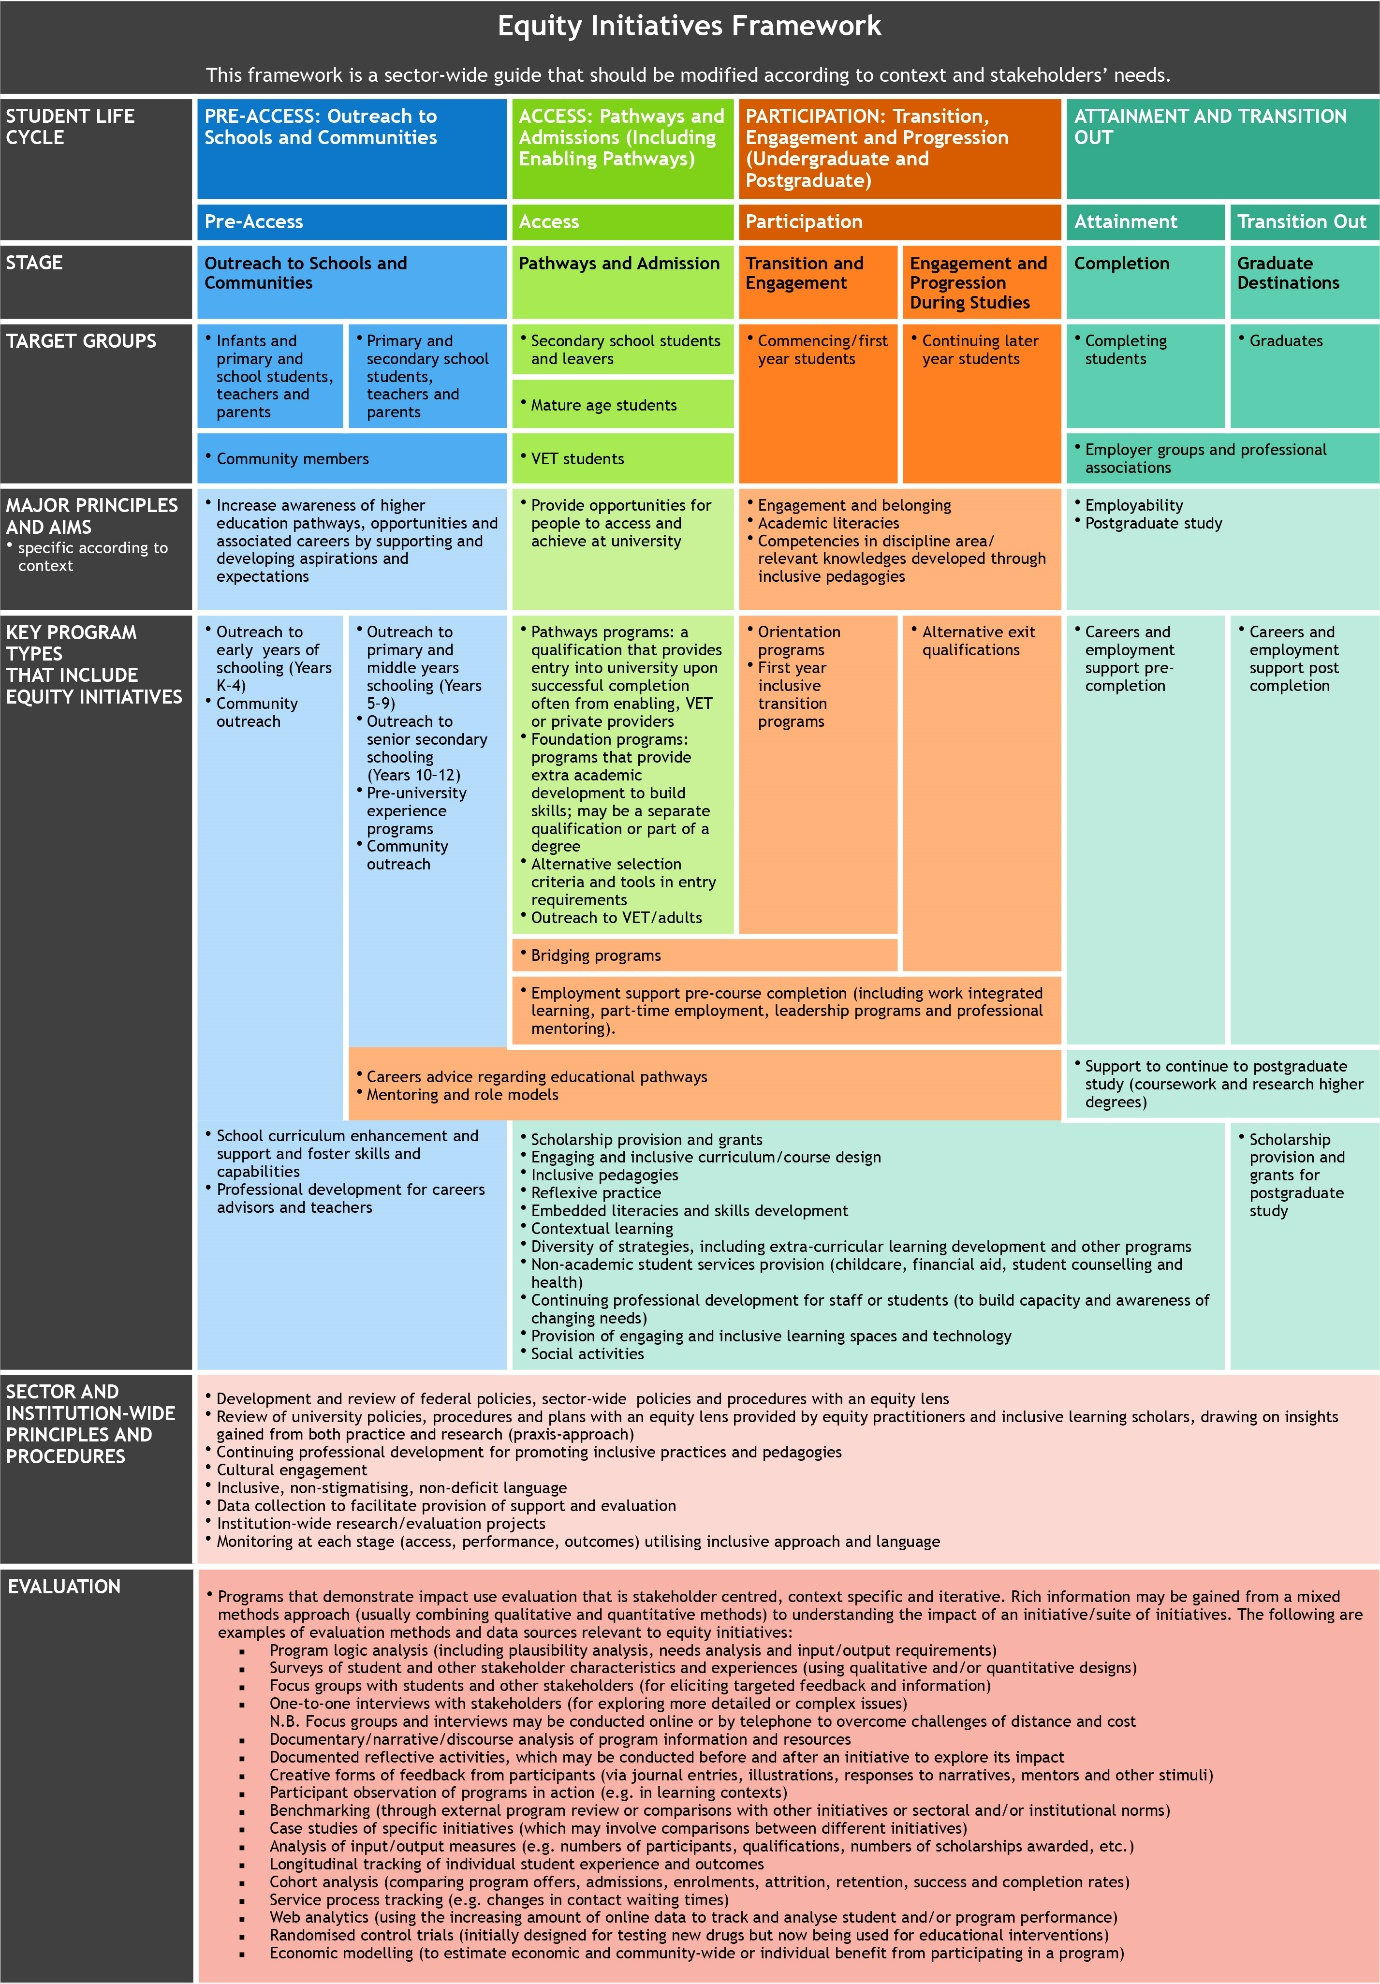 Equity Initiatives Framework
This framework is a sector-wide guide that should be modified according to context and stakeholders' needs.
STUDENT LIFE
CYCLE
PRE-ACCESS: Outreach to
Schools and Communities
ACCESS: Pathways and
Admissions (Including
Enabling Pathways)
PARTICIPATION: Transition,
Engagement and Progression
(Undergraduate and
Postgraduate)
ATTAINMENT AND TRANSITION
OUT
Pre-Access
Access
Participation
Attainment
Transition Out
STAGE
Outreach to Schools and
Communities
Pathways and Admission
Transition and
Engagement
Engagement and
Progression
During Studies
Completion
Graduate
Destinations
TARGET GROUPS
• Infants and
primary and
school students,
teachers and
parents
• Primary and
secondary school
students,
teachers and
parents
• Community members
• Secondary school students
and leavers
• Mature age students
• VET students
• Commencing/first
year students
• Continuing later
year students
• Completing
students
• Graduates
• Employer groups and professional
associations
MAJOR PRINCIPLES
AND AIMS
• specific according to
context
• Increase awareness of higher
education pathways, opportunities and
associated careers by supporting and
developing aspirations and
expectations
• Provide opportunities for
people to access and
achieve at university
• Engagement and belonging
• Academic literacies
• Competencies in discipline area/
relevant knowledges developed through
inclusive pedagogies
• Employability
• Postgraduate study
KEY PROGRAM
TYPES
THAT INCLUDE
EQUITY INITIATIVES
• Outreach to
early years of
schooling (Years
K-4)
• Community
outreach
• Outreach to
primary and
middle years
schooling (Years
5-9)
• Outreach to
senior secondary
schooling
(Years 10-12)
• Pre-university
experience
programs
• Community
outreach
• Pathways programs: a
qualification that provides
entry into university upon
successful completion
often from enabling, VET
or private providers
• Foundation programs:
programs that provide
extra academic
development to build
skills; may be a separate
qualification or part of a
degree
• Alternative selection
criteria and tools in entry
requirements
• Outreach to VET/adults
• Orientation
programs
• First year
inclusive
transition
programs
• Alternative exit
qualifications
• Careers and
employment
support pre-
completion
• Careers and
employment
support post
completion
• Bridging programs
• Employment support pre-course completion (including work integrated
learning, part-time employment, leadership programs and professional
mentoring).
• Careers advice regarding educational pathways
• Mentoring and role models
• Support to continue to postgraduate
study (coursework and research higher
degrees)
• School curriculum enhancement and
support and foster skills and
capabilities
• Professional development for careers
advisors and teachers
• Scholarship provision and grants
• Engaging and inclusive curriculum/course design
• Inclusive pedagogies
• Reflexive practice
• Embedded literacies and skills development
• Contextual learning
• Diversity of strategies, including extra-curricular learning development and other programs
• Non-academic student services provision (childcare, financial aid, student counselling and
health)
• Continuing professional development for staff or students (to build capacity and awareness of
changing needs)
• Provision of engaging and inclusive learning spaces and technology
• Social activities
• Scholarship
provision and
grants for
postgraduate
study
SECTOR AND
INSTITUTION-WIDE
PRINCIPLES AND
PROCEDURES
• Development and review of federal policies, sector-wide policies and procedures with an equity lens
• Review of university policies, procedures and plans with an equity lens provided by equity practitioners and inclusive learning scholars, drawing on insights
gained from both practice and research (praxis-approach)
• Continuing professional development for promoting inclusive practices and pedagogies
• Cultural engagement
• Inclusive, non-stigmatising, non-deficit language
• Data collection to facilitate provision of support and evaluation
• Institution-wide research/evaluation projects
• Monitoring at each stage (access, performance, outcomes) utilising inclusive approach and language
EVALUATION
• Programs that demonstrate impact use evaluation that is stakeholder centred, context specific and iterative. Rich information may be gained from a mixed
methods approach (usually combining qualitative and quantitative methods) to understanding the impact of an initiative/suite of initiatives. The following are
examples of evaluation methods and data sources relevant to equity initiatives:
▪ Program logic analysis (including plausibility analysis, needs analysis and input/output requirements)
▪ Surveys of student and other stakeholder characteristics and experiences (using qualitative and/or quantitative designs)
▪ Focus groups with students and other stakeholders (for eliciting targeted feedback and information)
▪ One-to-one interviews with stakeholders (for exploring more detailed or complex issues)
N.B. Focus groups and interviews may be conducted online or by telephone to overcome challenges of distance and cost
▪ Documentary/narrative/discourse analysis of program information and resources
▪ Documented reflective activities, which may be conducted before and after an initiative to explore its impact
▪ Creative forms of feedback from participants (via journal entries, illustrations, responses to narratives, mentors and other stimuli)
▪ Participant observation of programs in action (e.g. in learning contexts)
▪ Benchmarking (through external program review or comparisons with other initiatives or sectoral and/or institutional norms)
▪ Case studies of specific initiatives (which may involve comparisons between different initiatives)
▪ Analysis of input/output measures (e.g. numbers of participants, qualifications, numbers of scholarships awarded, etc.)
▪ Longitudinal tracking of individual student experience and outcomes
▪ Cohort analysis (comparing program offers, admissions, enrolments, attrition, retention, success and completion rates)
▪ Service process tracking (e.g. changes in contact waiting times)
▪ Web analytics (using the increasing amount of online data to track and analyse student and/or program performance)
▪ Randomised control trials (initially designed for testing new drugs but now being used for educational interventions)
▪ Economic modelling (to estimate economic and community-wide or individual benefit from participating in a program)